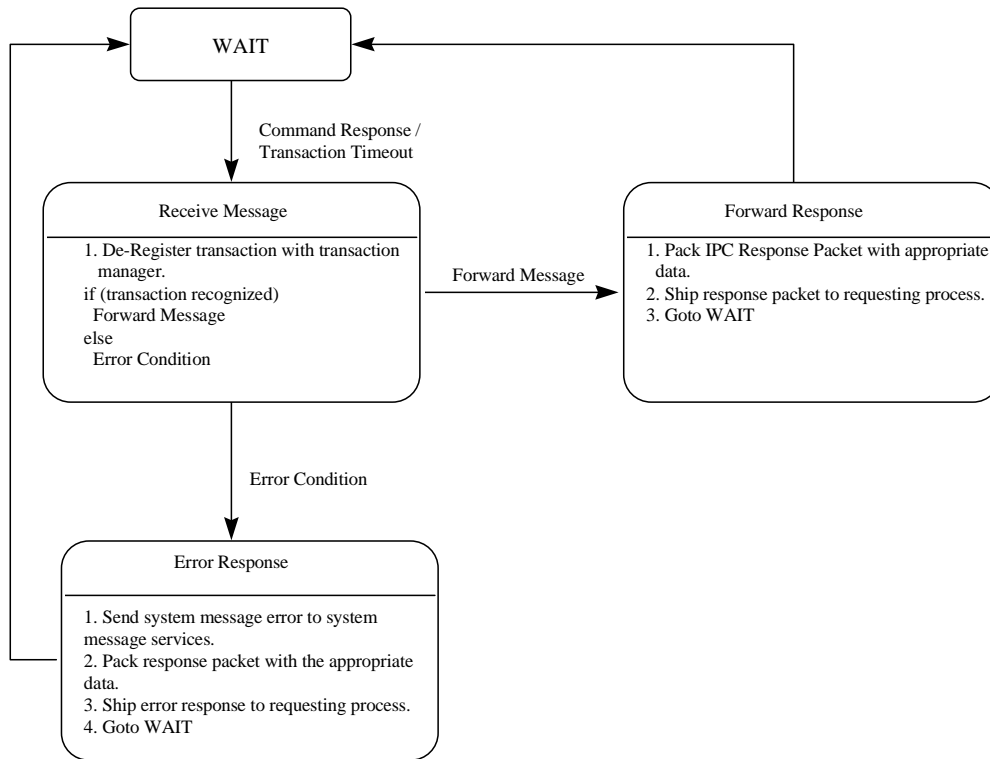 WAIT
Command Response /
Transaction Timeout
Receive Message
1. De-Register transaction with transaction
manager.
if (transaction recognized)
Forward Message
else
Error Condition
Forward Message
Forward Response
1. Pack IPC Response Packet with appropriate
data.
2. Ship response packet to requesting process.
3. Goto WAIT
Error Condition
Error Response
1. Send system message error to system
message services.
2. Pack response packet with the appropriate
data.
3. Ship error response to requesting process.
4. Goto WAIT